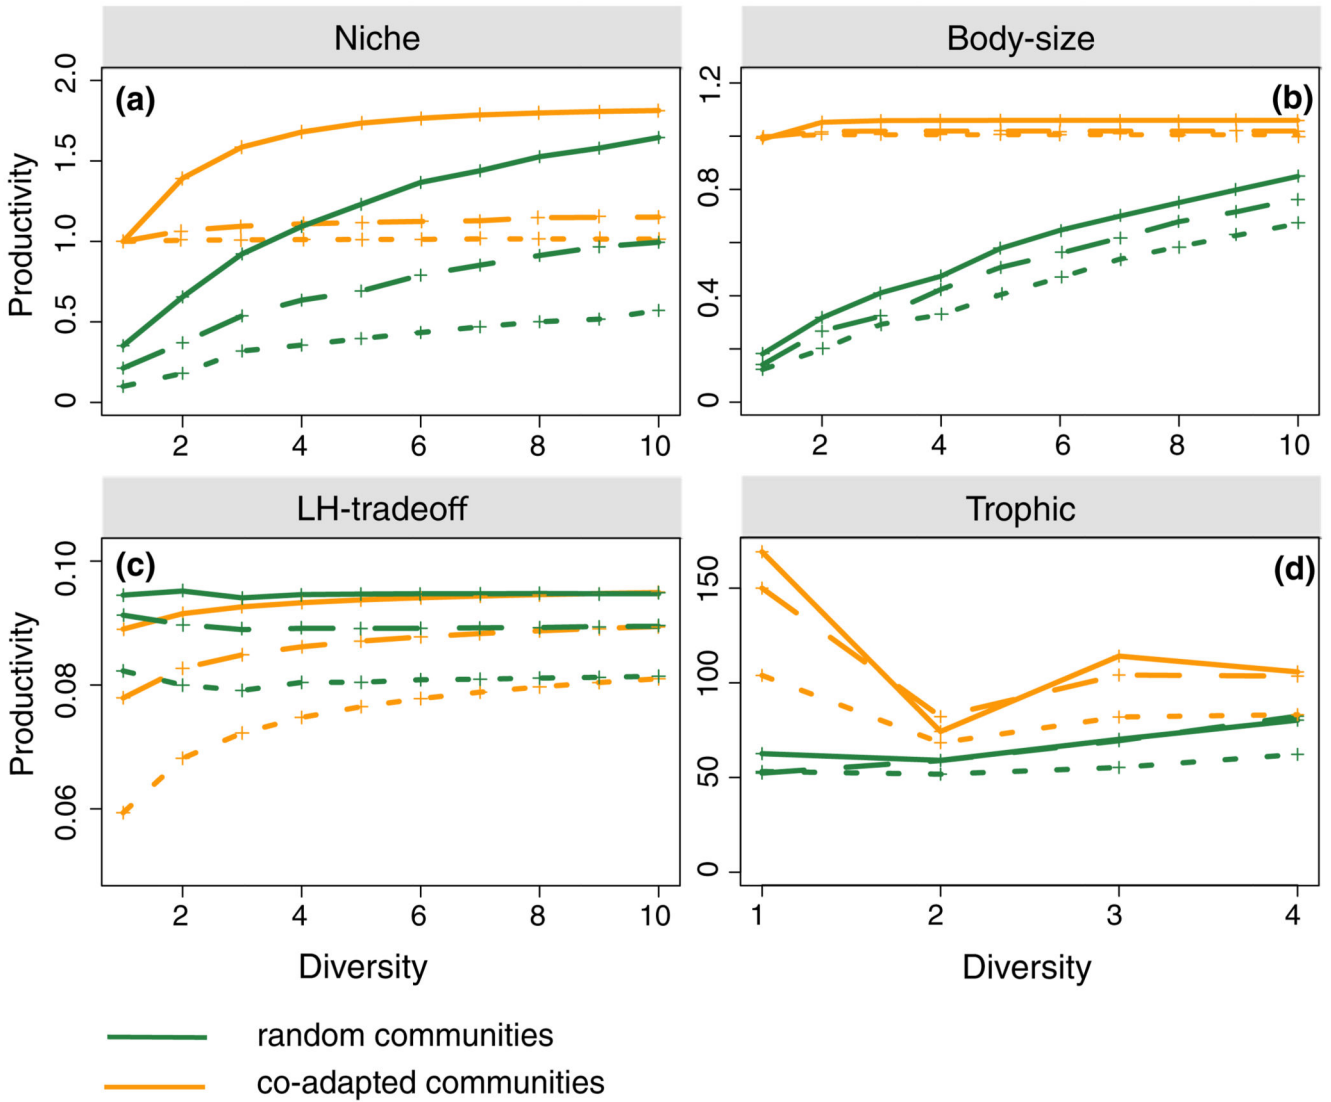 Niche
Body-size
(a)
(b)
Productivity
2.0
1.5
1.0
0.5
0
1.2
0.8
0.4
0
2 4 6 8 10
2 4 6 8 10
LH-tradeoff
Trophic
(c)
(d)
Productivity
0.10
0.08
0.06
150
100
50
0
2 4 6 8 10
1 2 3 4
Diversity
Diversity
random communities
co-adapted communities